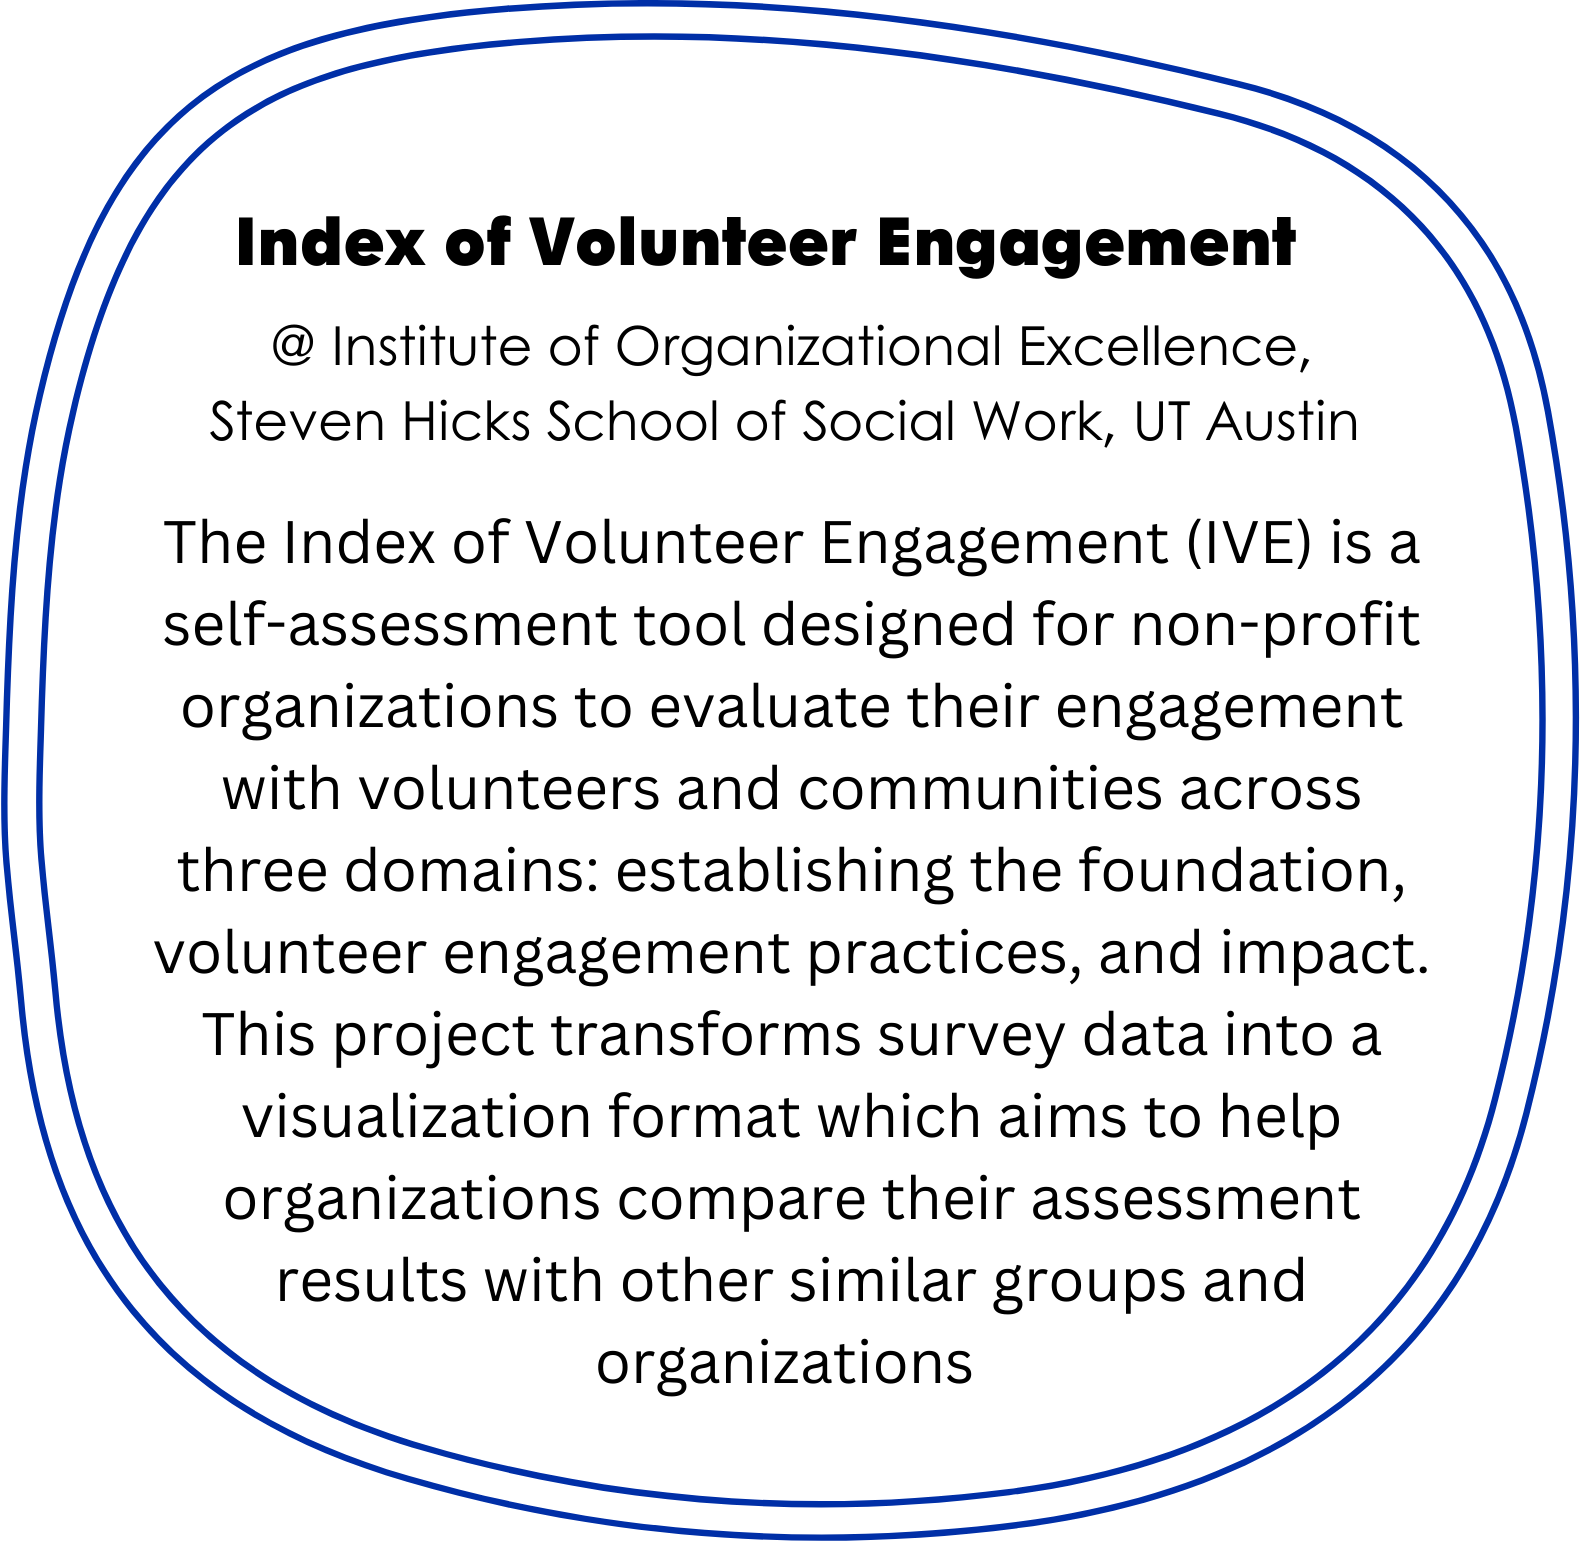 Index of Volunteer Engagement
@ Institute of Organizational Excellence,
Steven Hicks School of Social Work, UT Austin
The Index of Volunteer Engagement (IVE) is a
self-assessment tool designed for non-profit
organizations to evaluate their engagement
with volunteers and communities across
three domains: establishing the foundation,
volunteer engagement practices, and impact.
This project transforms survey data into a
visualization format which aims to help
organizations compare their assessment
results with other similar groups and
organizations